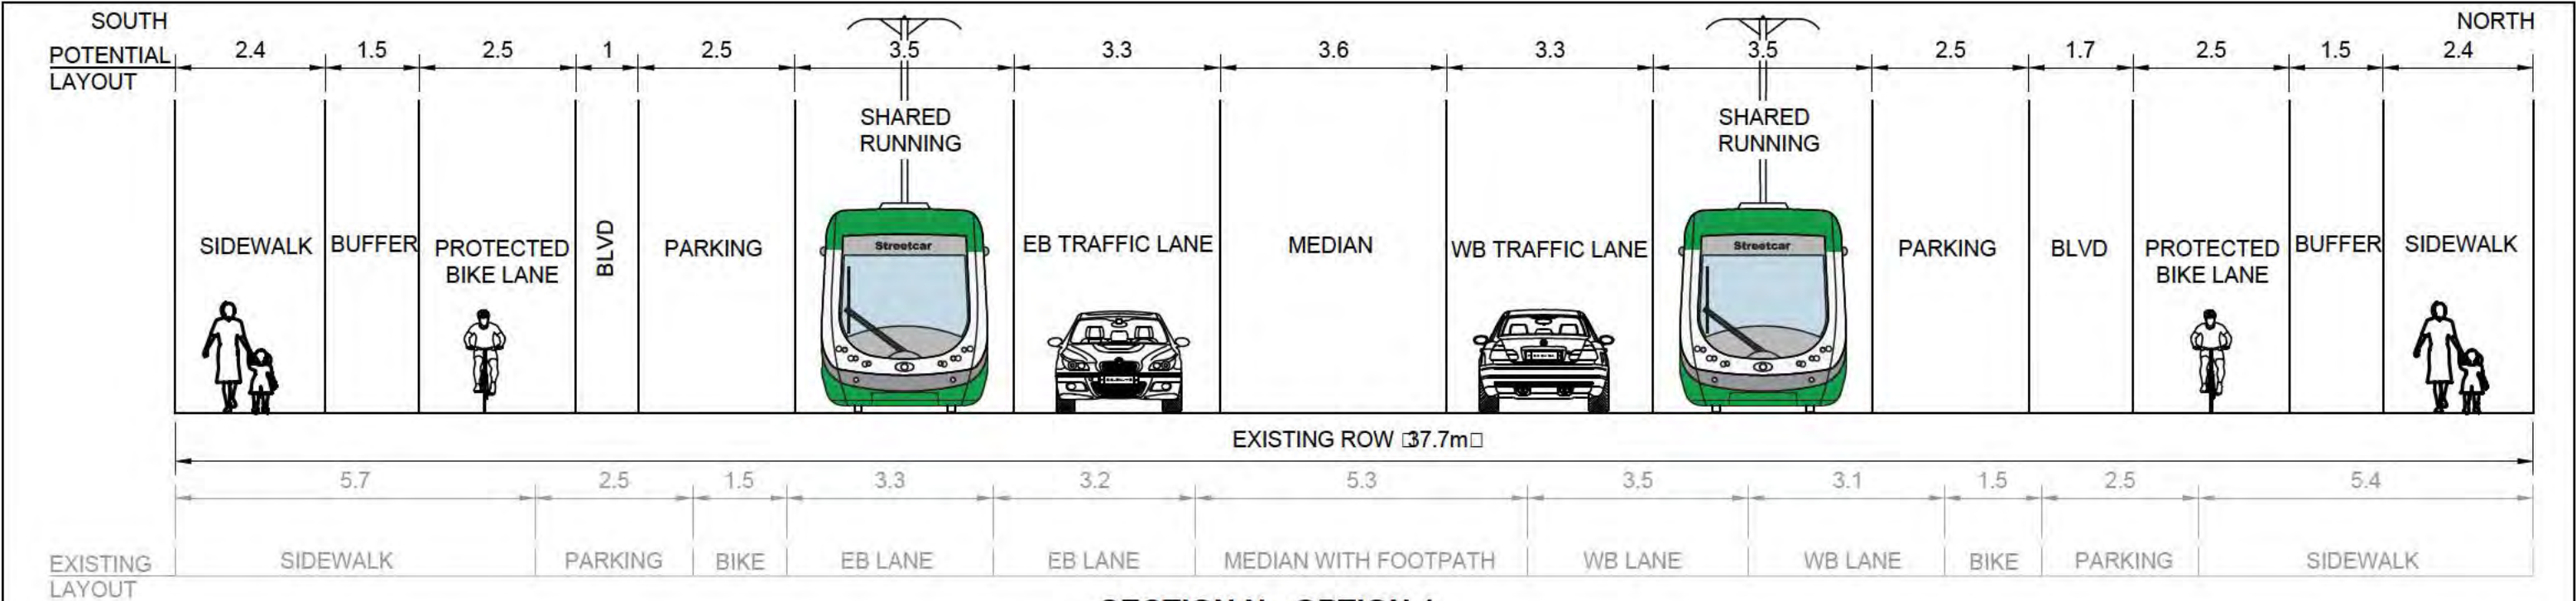 SOUTH
NORTH
POTENTIAL
LAYOUT
2.4 1.5 2.5 1 2.5 3.5 3.3 3.6 3.3 3.5 2.5 1.7 2.5 1.5 2.4
SHARED
RUNNING
SHARED
RUNNING
SIDEWALK
BUFFER
PROTECTED
BIKE LANE
BLVD
PARKING
Streetcar
EB TRAFFIC LANE
MEDIAN
WB TRAFFIC LANE
Streetcar
PARKING
BLVD
PROTECTED
BIKE LANE
BUFFER
SIDEWALK
EXISTING ROW □37.7m□
5.7 2.5 1.5 3.3 3.2 5.3 3.5 3.1 1.5 2.5 5.4
EXISTING
LAYOUT
SIDEWALK PARKING BIKE EB LANE EB LANE MEDIAN WITH FOOTPATH WB LANE WB LANE BIKE PARKING SIDEWALK